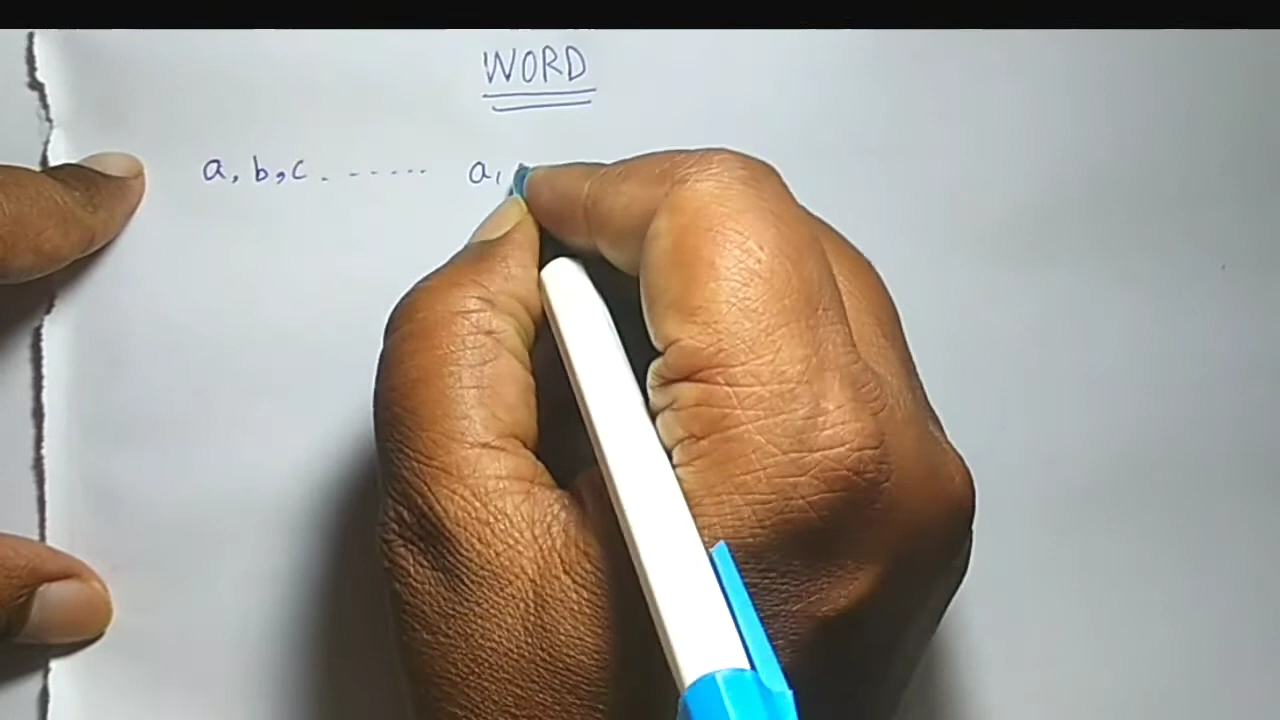 WORD
a, b, c. ------ a,